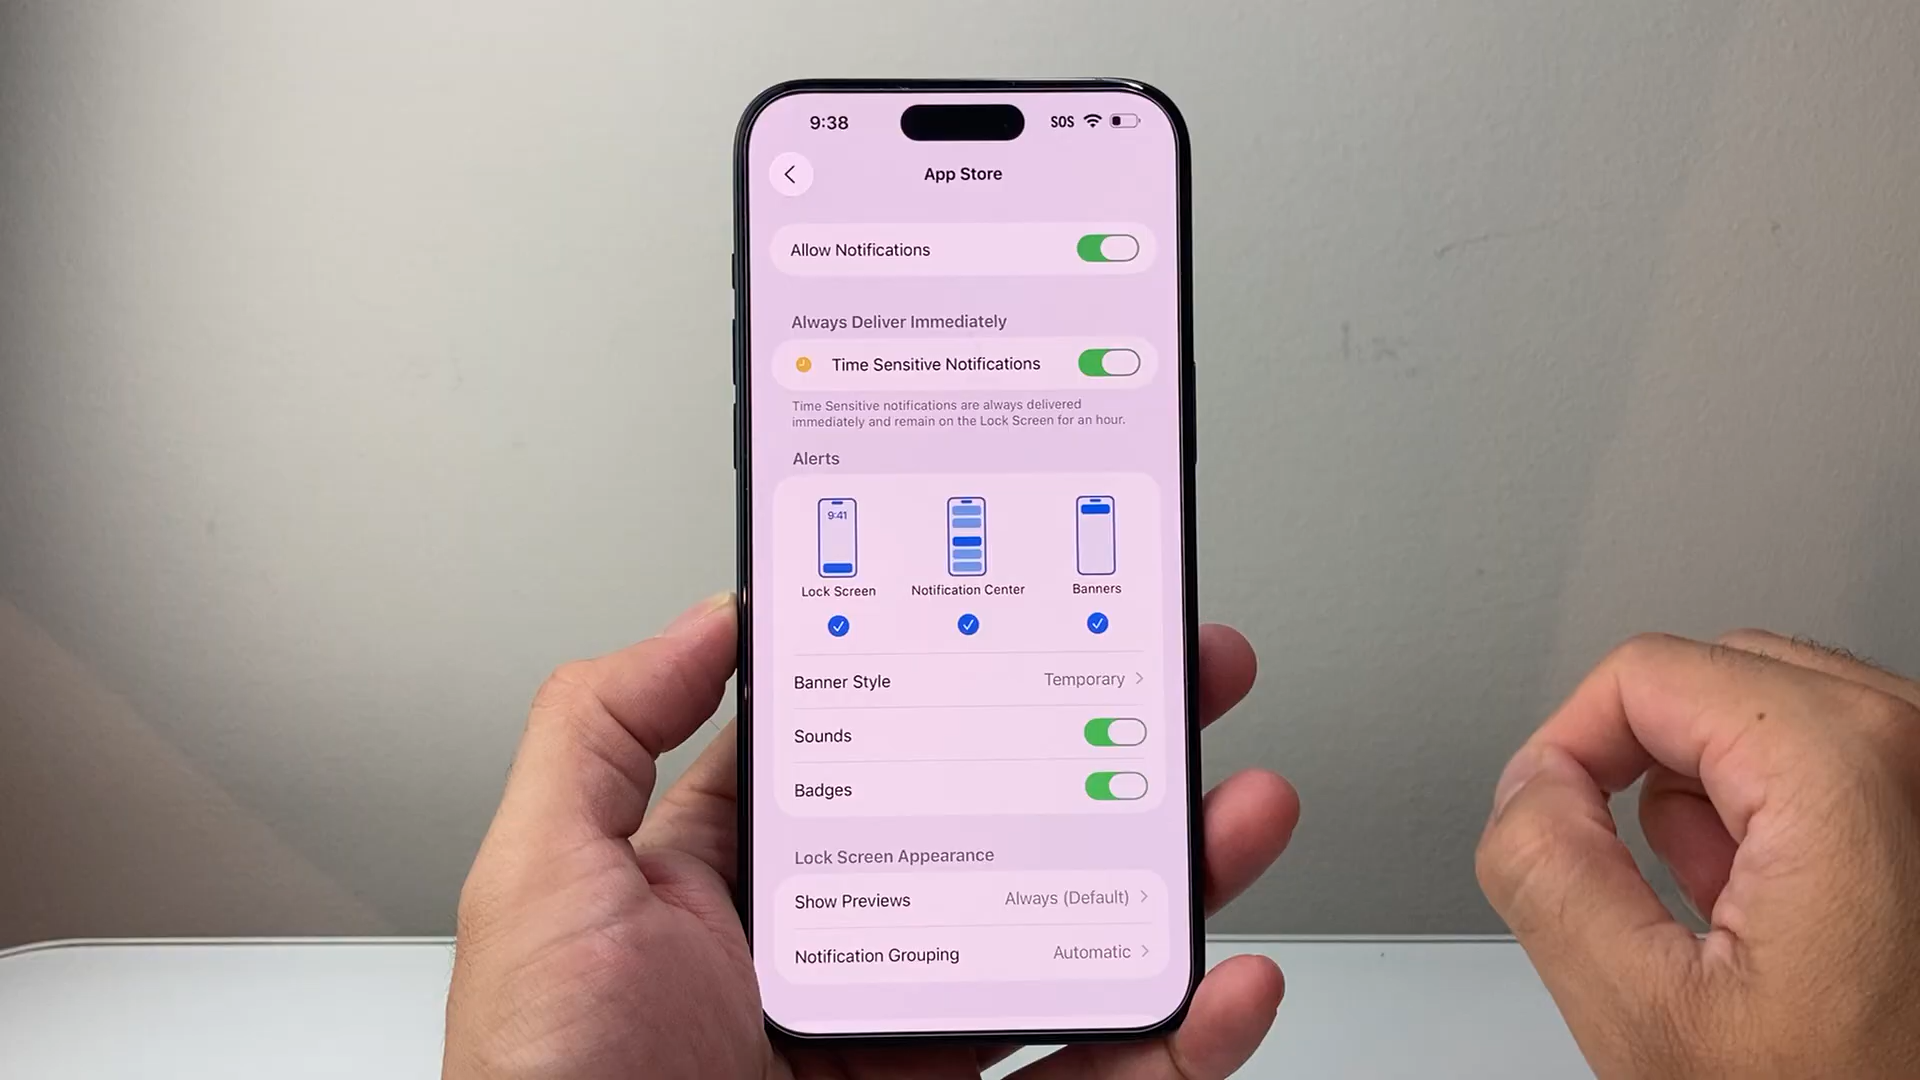 9:38 SOS
App Store
Allow Notifications
Always Deliver Immediately
Time Sensitive Notifications
Time Sensitive notifications are always delivered
immediately and remain on the Lock Screen for an hour.
Alerts
9:41
Lock Screen Notification Center Banners
Banner Style Temporary
Sounds
Badges
Lock Screen Appearance
Show Previews Always (Default)
Notification Grouping Automatic